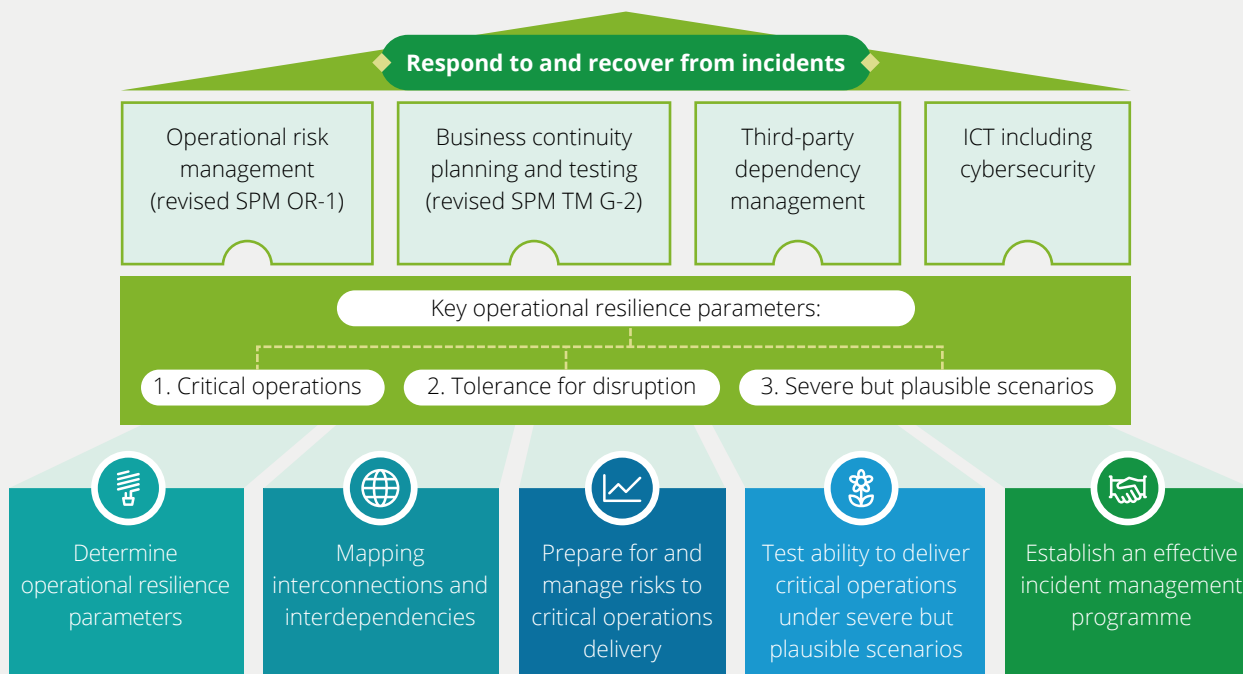 Respond to and recover from incidents
Operational risk
management
(revised SPM OR-1)
Business continuity
planning and testing
(revised SPM TM G-2)
Third-party
dependency
management
ICT including
cybersecurity
Key operational resilience parameters:
1. Critical operations
2. Tolerance for disruption
3. Severe but plausible scenarios
Determine
operational resilience
parameters
Mapping
interconnections and
interdependencies
Prepare for and
manage risks to
critical operations
delivery
Test ability to deliver
critical operations
under severe but
plausible scenarios
Establish an effective
incident management
programme